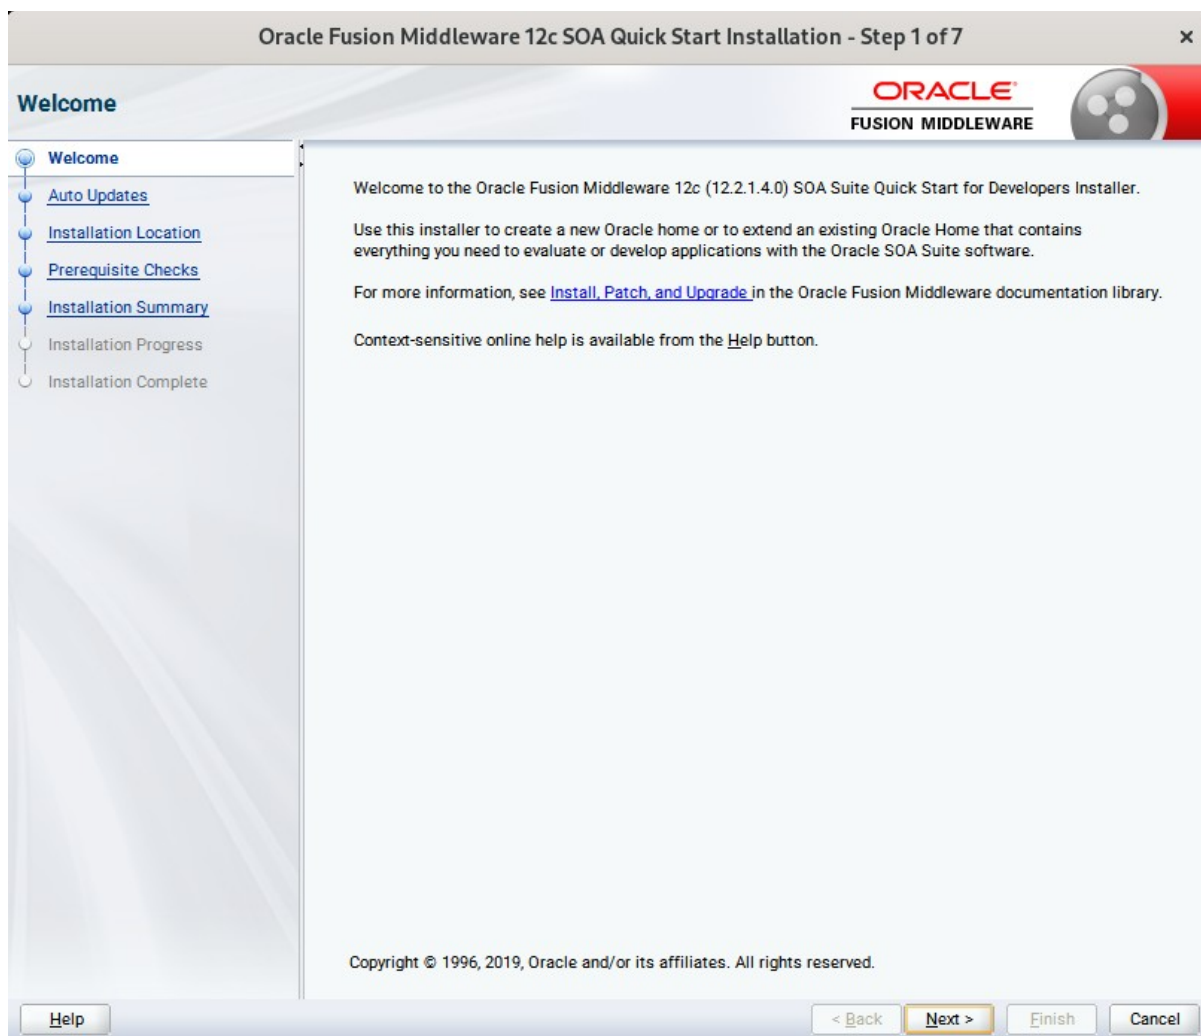 Oracle Fusion Middleware 12c SOA Quick Start Installation - Step 1 of 7
×
Welcome
ORACLE®
FUSION MIDDLEWARE
Welcome
Auto Updates
Installation Location
Prerequisite Checks
Installation Summary
Installation Progress
Installation Complete
Welcome to the Oracle Fusion Middleware 12c (12.2.1.4.0) SOA Suite Quick Start for Developers Installer.
Use this installer to create a new Oracle home or to extend an existing Oracle Home that contains
everything you need to evaluate or develop applications with the Oracle SOA Suite software.
For more information, see Install, Patch, and Upgrade in the Oracle Fusion Middleware documentation library.
Context-sensitive online help is available from the Help button.
Copyright © 1996, 2019, Oracle and/or its affiliates. All rights reserved.
Help
< Back
Next >
Finish
Cancel